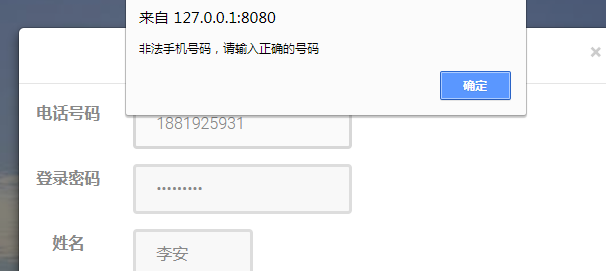 来自 127.0.0.1:8080
非法手机号码，请输入正确的号码
确定
×
电话号码
1881925931
登录密码
•••••••••
姓名
李安